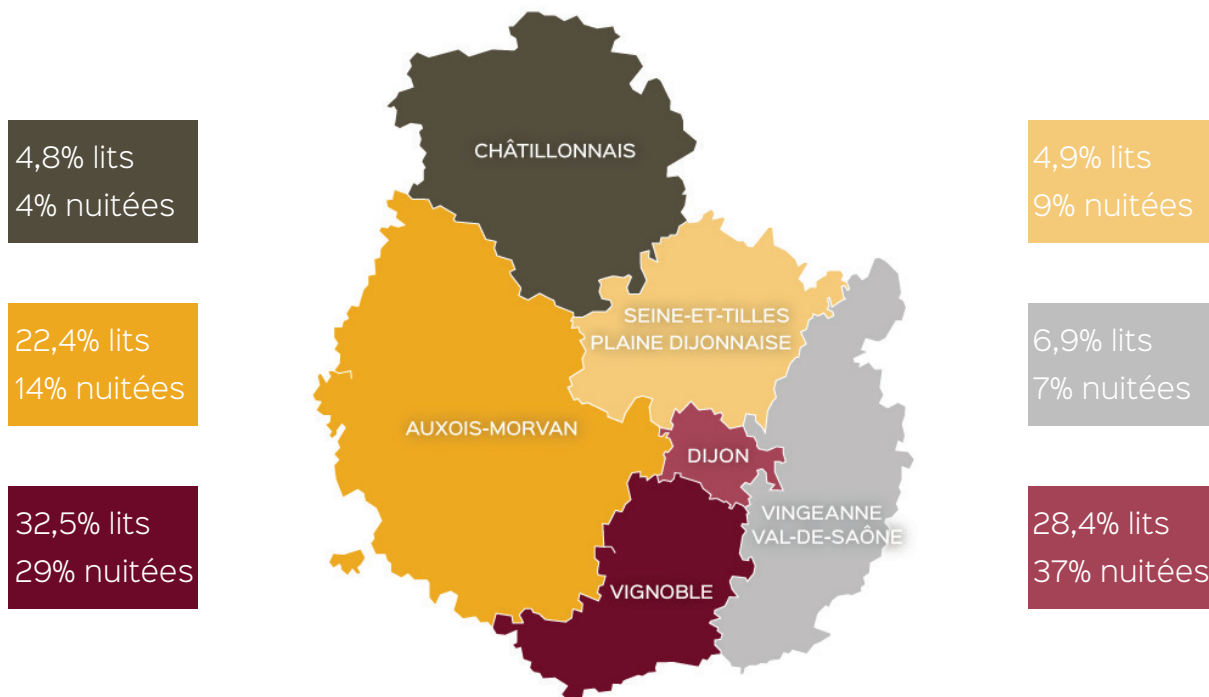 4,8% lits
4% nuitées
22,4% lits
14% nuitées
32,5% lits
29% nuitées
CHÂTILLONNAIS
SEINE-ET-TILLES
PLAINE DIJONNAISE
AUXOIS-MORVAN
DIJON
VINGEANNE
VAL-DE-SAÔNE
VIGNOBLE
4,9% lits
9% nuitées
6,9% lits
7% nuitées
28,4% lits
37% nuitées